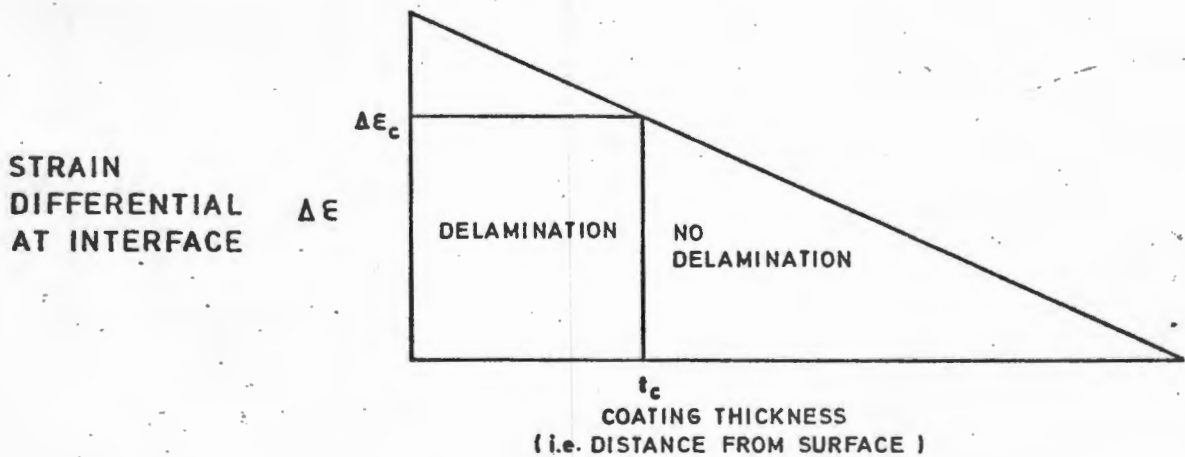 Δε_c
STRAIN
DIFFERENTIAL Δε
AT INTERFACE
DELAMINATION
NO
DELAMINATION
t_c
COATING THICKNESS
( i.e. DISTANCE FROM SURFACE )